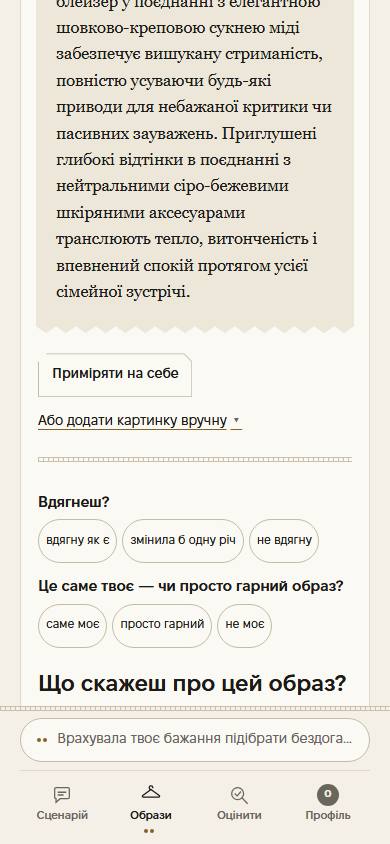 блейзер у поєднанні з елегантною
шовково-креповою сукнею міді
забезпечує вишукану стриманість,
повністю усуваючи будь-які
приводи для небажаної критики чи
пасивних зауважень. Приглушені
глибокі відтінки в поєднанні з
нейтральними сіро-бежевими
шкіряними аксесуарами
транслюють тепло, витонченість і
впевнений спокій протягом усієї
сімейної зустрічі.
Приміряти на себе
Або додати картинку вручну
Вдягнеш?
вдягну як є змінила б одну річ не вдягну
Це саме твоє — чи просто гарний образ?
саме моє просто гарний не моє
Що скажеш про цей образ?
Врахувала твоє бажання підібрати бездога...
Сценарій Образи Оцінити О Профіль